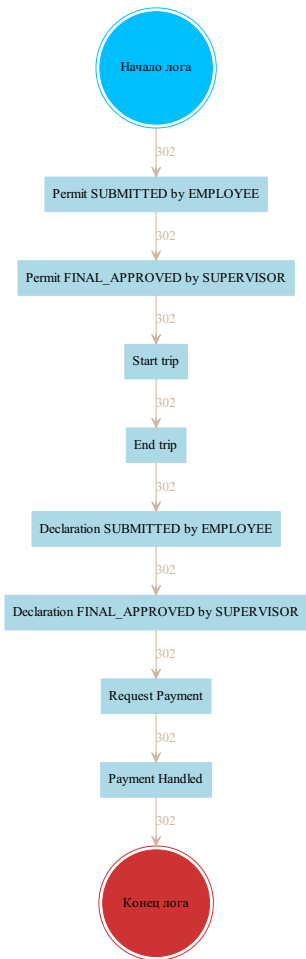 Начало лога
302
Permit SUBMITTED by EMPLOYEE
302
Permit FINAL_APPROVED by SUPERVISOR
302
Start trip
302
End trip
302
Declaration SUBMITTED by EMPLOYEE
302
Declaration FINAL_APPROVED by SUPERVISOR
302
Request Payment
302
Payment Handled
302
Конец лога